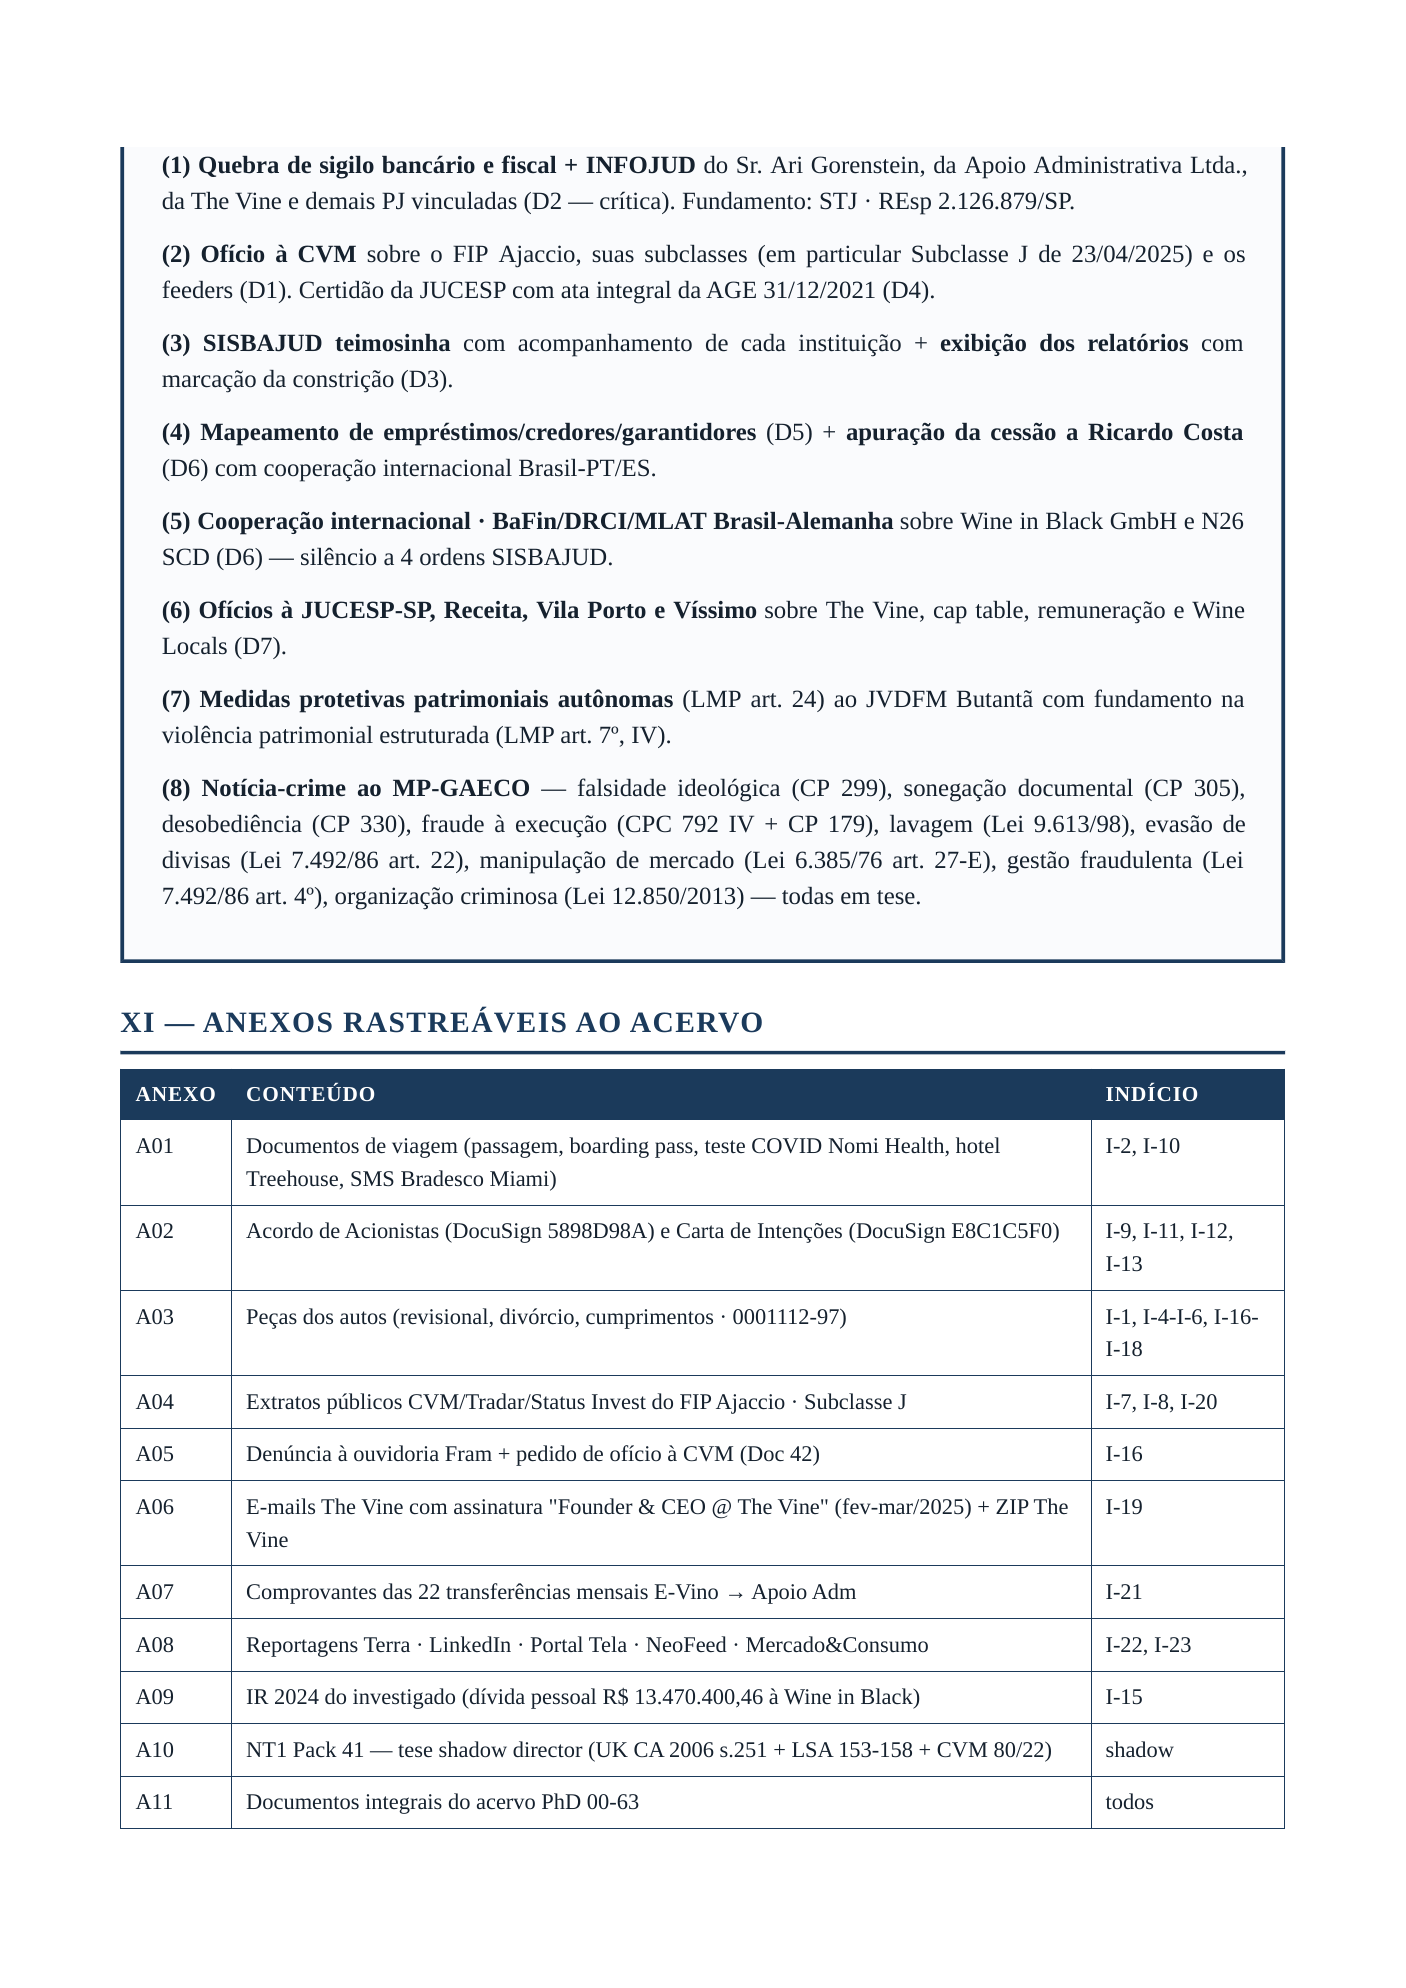 (1) Quebra de sigilo bancário e fiscal + INFOJUD do Sr. Ari Gorenstein, da Apoio Administrativa Ltda.,
da The Vine e demais PJ vinculadas (D2 — crítica). Fundamento: STJ · REsp 2.126.879/SP.
(2) Ofício à CVM sobre o FIP Ajaccio, suas subclasses (em particular Subclasse J de 23/04/2025) e os
feeders (D1). Certidão da JUCESP com ata integral da AGE 31/12/2021 (D4).
(3) SISBAJUD teimosinha com acompanhamento de cada instituição + exibição dos relatórios com
marcação da constrição (D3).
(4) Mapeamento de empréstimos/credores/garantidores (D5) + apuração da cessão a Ricardo Costa
(D6) com cooperação internacional Brasil-PT/ES.
(5) Cooperação internacional · BaFin/DRCI/MLAT Brasil-Alemanha sobre Wine in Black GmbH e N26
SCD (D6) — silêncio a 4 ordens SISBAJUD.
(6) Ofícios à JUCESP-SP, Receita, Vila Porto e Víssimo sobre The Vine, cap table, remuneração e Wine
Locals (D7).
(7) Medidas protetivas patrimoniais autônomas (LMP art. 24) ao JVDFM Butantã com fundamento na
violência patrimonial estruturada (LMP art. 7º, IV).
(8) Notícia-crime ao MP-GAECO — falsidade ideológica (CP 299), sonegação documental (CP 305),
desobediência (CP 330), fraude à execução (CPC 792 IV + CP 179), lavagem (Lei 9.613/98), evasão de
divisas (Lei 7.492/86 art. 22), manipulação de mercado (Lei 6.385/76 art. 27-E), gestão fraudulenta (Lei
7.492/86 art. 4º), organização criminosa (Lei 12.850/2013) — todas em tese.
XI — ANEXOS RASTREÁVEIS AO ACERVO
ANEXO CONTEÚDO INDÍCIO
A01 Documentos de viagem (passagem, boarding pass, teste COVID Nomi Health, hotel I-2, I-10
Treehouse, SMS Bradesco Miami)
A02 Acordo de Acionistas (DocuSign 5898D98A) e Carta de Intenções (DocuSign E8C1C5F0) I-9, I-11, I-12,
I-13
A03 Peças dos autos (revisional, divórcio, cumprimentos · 0001112-97) I-1, I-4-I-6, I-16-
I-18
A04 Extratos públicos CVM/Tradar/Status Invest do FIP Ajaccio · Subclasse J I-7, I-8, I-20
A05 Denúncia à ouvidoria Fram + pedido de ofício à CVM (Doc 42) I-16
A06 E-mails The Vine com assinatura "Founder & CEO @ The Vine" (fev-mar/2025) + ZIP The I-19
Vine
A07 Comprovantes das 22 transferências mensais E-Vino → Apoio Adm I-21
A08 Reportagens Terra · LinkedIn · Portal Tela · NeoFeed · Mercado&Consumo I-22, I-23
A09 IR 2024 do investigado (dívida pessoal R$ 13.470.400,46 à Wine in Black) I-15
A10 NT1 Pack 41 — tese shadow director (UK CA 2006 s.251 + LSA 153-158 + CVM 80/22) shadow
A11 Documentos integrais do acervo PhD 00-63 todos